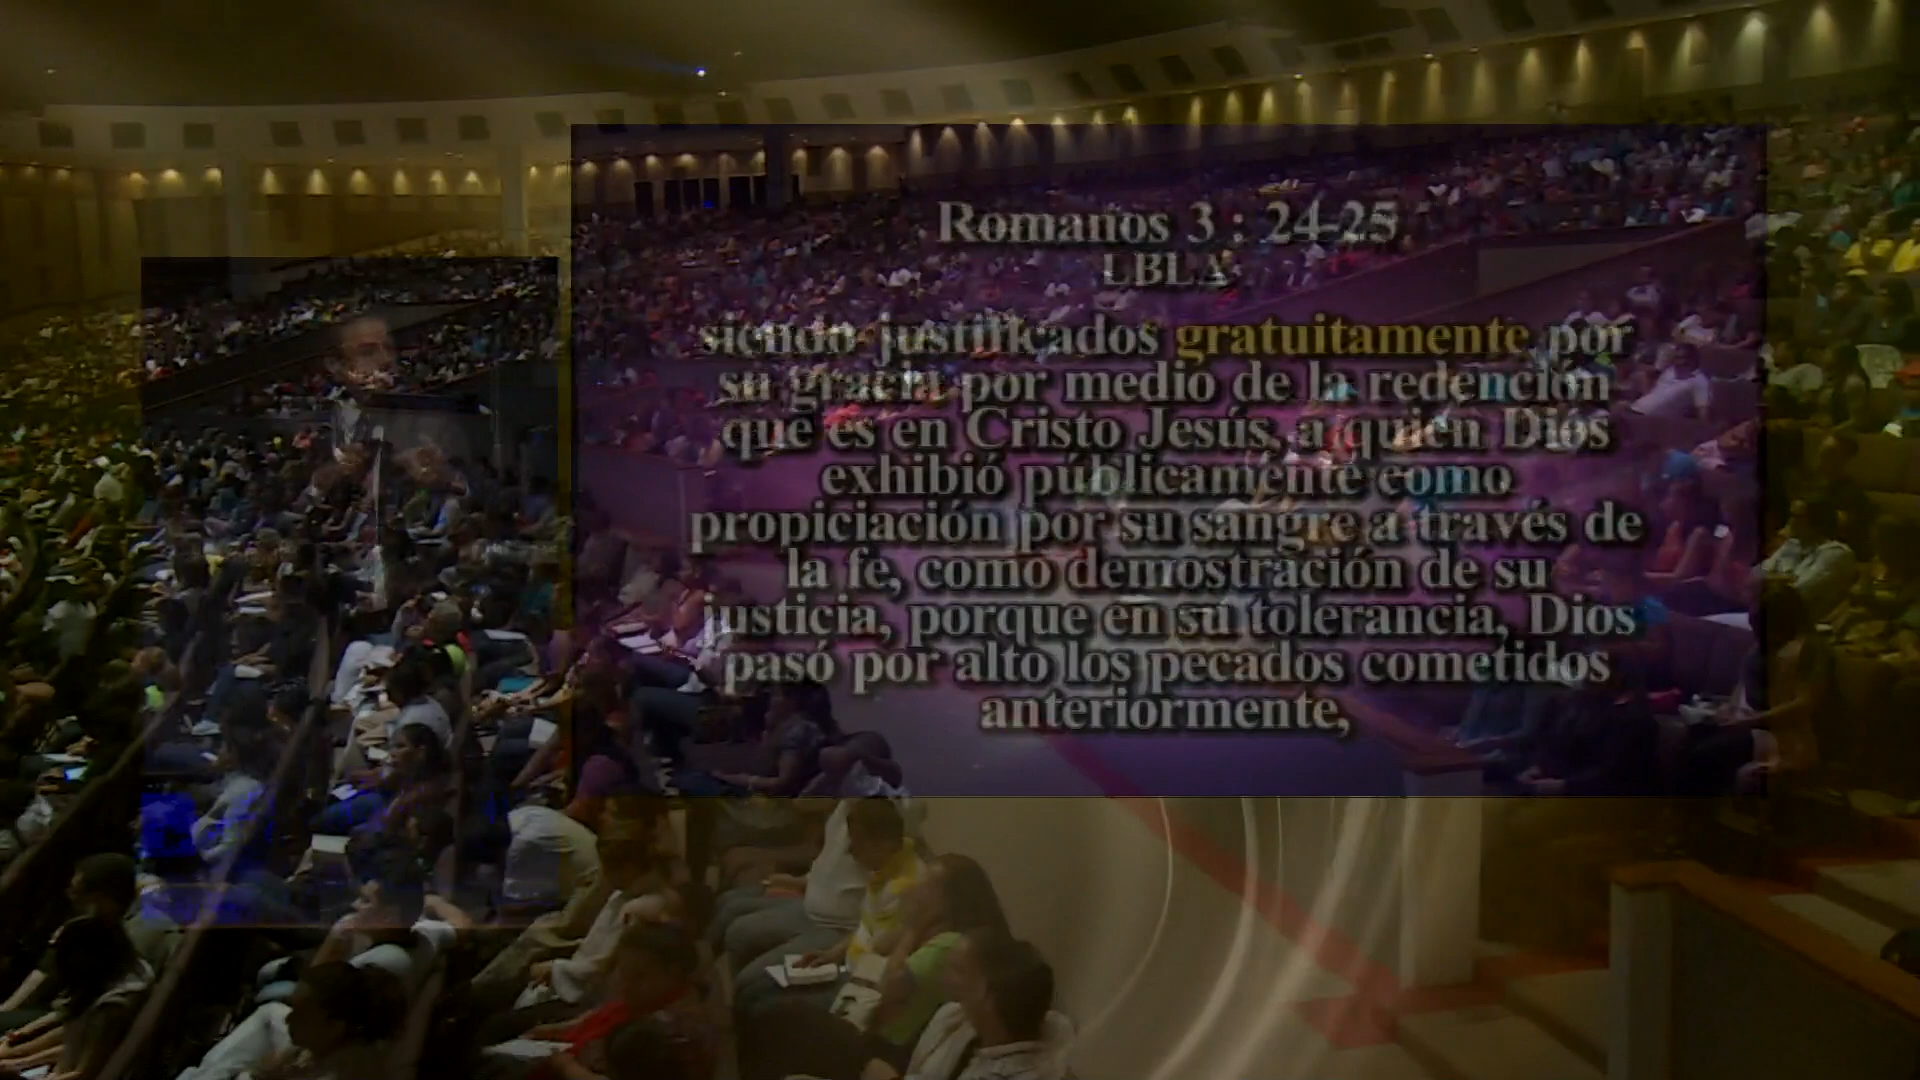 Romanos 3 : 24-25
LBLA
siendo justificados gratuitamente por
su gracia por medio de la redención
que es en Cristo Jesús, a quien Dios
exhibió públicamente como
propiciación por su sangre a través de
la fe, como demostración de su
justicia, porque en su tolerancia, Dios
pasó por alto los pecados cometidos
anteriormente,